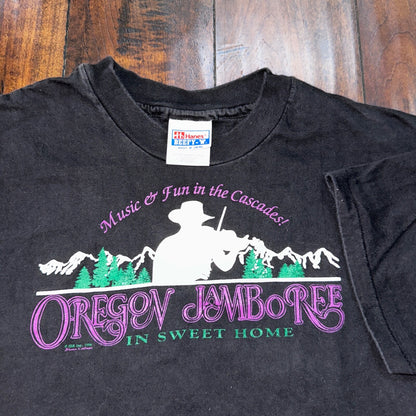 Hanes
BEEFY-T
Music & Fun in the Cascades!
OREGON JAMBOREE
IN SWEET HOME